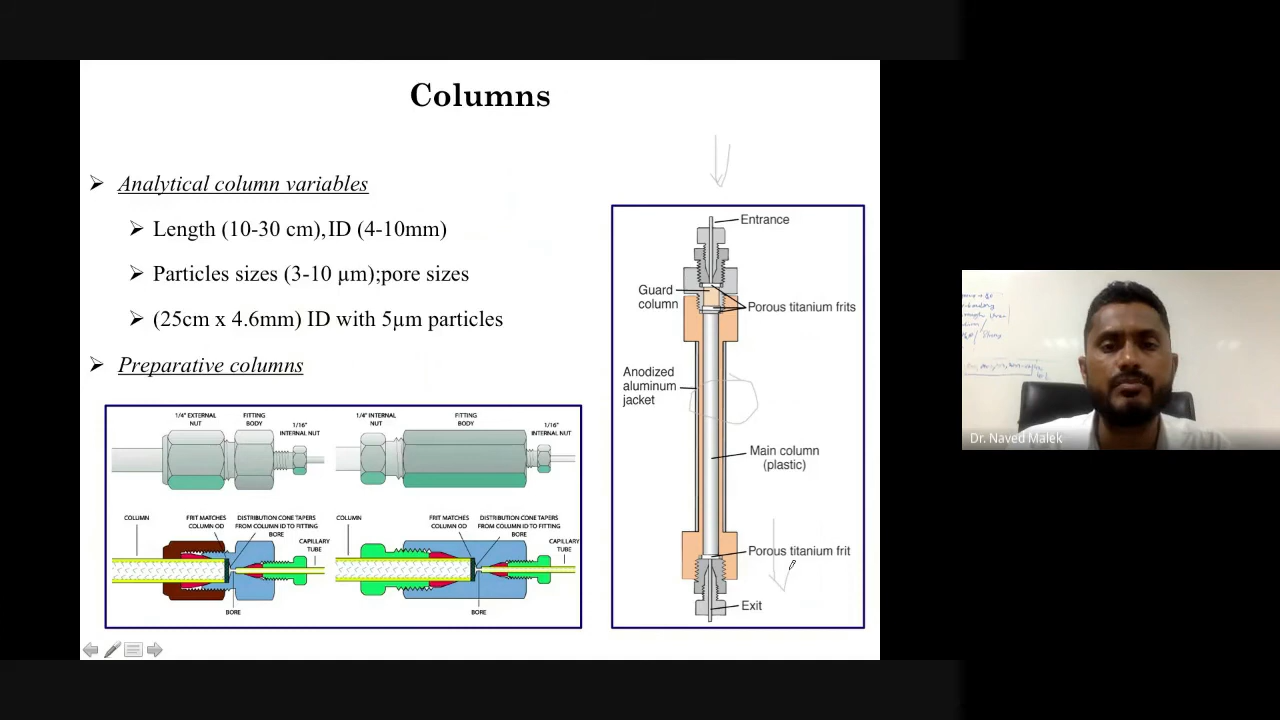 Columns
➢ Analytical column variables
➢ Length (10-30 cm), ID (4-10mm)
➢ Particles sizes (3-10 µm);pore sizes
➢ (25cm x 4.6mm) ID with 5µm particles
➢ Preparative columns
1/4" EXTERNAL
NUT
FITTING
BODY
1/16"
INTERNAL NUT
1/4" INTERNAL
NUT
FITTING
BODY
1/16"
INTERNAL NUT
COLUMN
FRIT MATCHES
COLUMN OD
DISTRIBUTION CONE TAPERS
FROM COLUMN ID TO FITTING
BORE
CAPILLARY
TUBE
BORE
COLUMN
FRIT MATCHES
COLUMN OD
DISTRIBUTION CONE TAPERS
FROM COLUMN ID TO FITTING
BORE
CAPILLARY
TUBE
BORE
Entrance
Guard
column
Porous titanium frits
Anodized
aluminum
jacket
Main column
(plastic)
Porous titanium frit
Exit
Dr. Naved Malek